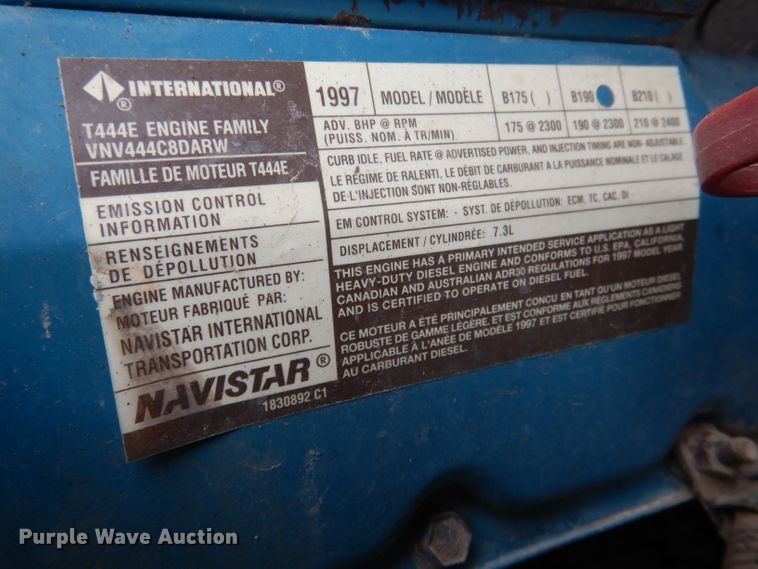 INTERNATIONAL®
®
T444E ENGINE FAMILY
VNV444C8DARW
FAMILLE DE MOTEUR T444E
EMISSION CONTROL
INFORMATION
RENSEIGNEMENTS
DE DÉPOLLUTION
ENGINE MANUFACTURED BY:
MOTEUR FABRIQUÉ PAR:
NAVISTAR INTERNATIONAL
TRANSPORTATION CORP.
NAVISTAR®
1830892 C1
1997 MODEL / MODÈLE B175 ( ) B190 B210 ( )
ADV. BHP @ RPM
(PUISS. NOM. À TR/MIN)
175 @ 2300 190 @ 2300 210 @ 2400
CURB IDLE, FUEL RATE @ ADVERTISED POWER, AND INJECTION TIMING ARE NON- ADJUSTABLE
LE RÉGIME DE RALENTI, LE DÉBIT DE CARBURANT À LA PUISSANCE NOMINALE ET LE CALAGE
DE L'INJECTION SONT NON-RÉGLABLES.
EM CONTROL SYSTEM: - SYST. DE DÉPOLLUTION: ECM, TC, CAC, DI
DISPLACEMENT / CYLINDRÉE: 7.3L
THIS ENGINE HAS A PRIMARY INTENDED SERVICE APPLICATION AS A LIGHT
HEAVY-DUTY DIESEL ENGINE AND CONFORMS TO U.S. EPA, CALIFORNIA,
CANADIAN AND AUSTRALIAN ADR30 REGULATIONS FOR 1997 MODEL YEAR
AND IS CERTIFIED TO OPERATE ON DIESEL FUEL.
CE MOTEUR A ÉTÉ PRINCIPALEMENT CONCU EN TANT QU'UN MOTEUR DIESEL
ROBUSTE DE GAMME LÉGÈRE. IL EST CONFORME AUX REGLEMENTS CANADIENS
APPLICABLE À L'ANÉE DE MODÈLE 1997 ET EST CERTIFIÉ POUR FONCTIONNER
AU CARBURANT DIESEL.
Purple Wave Auction